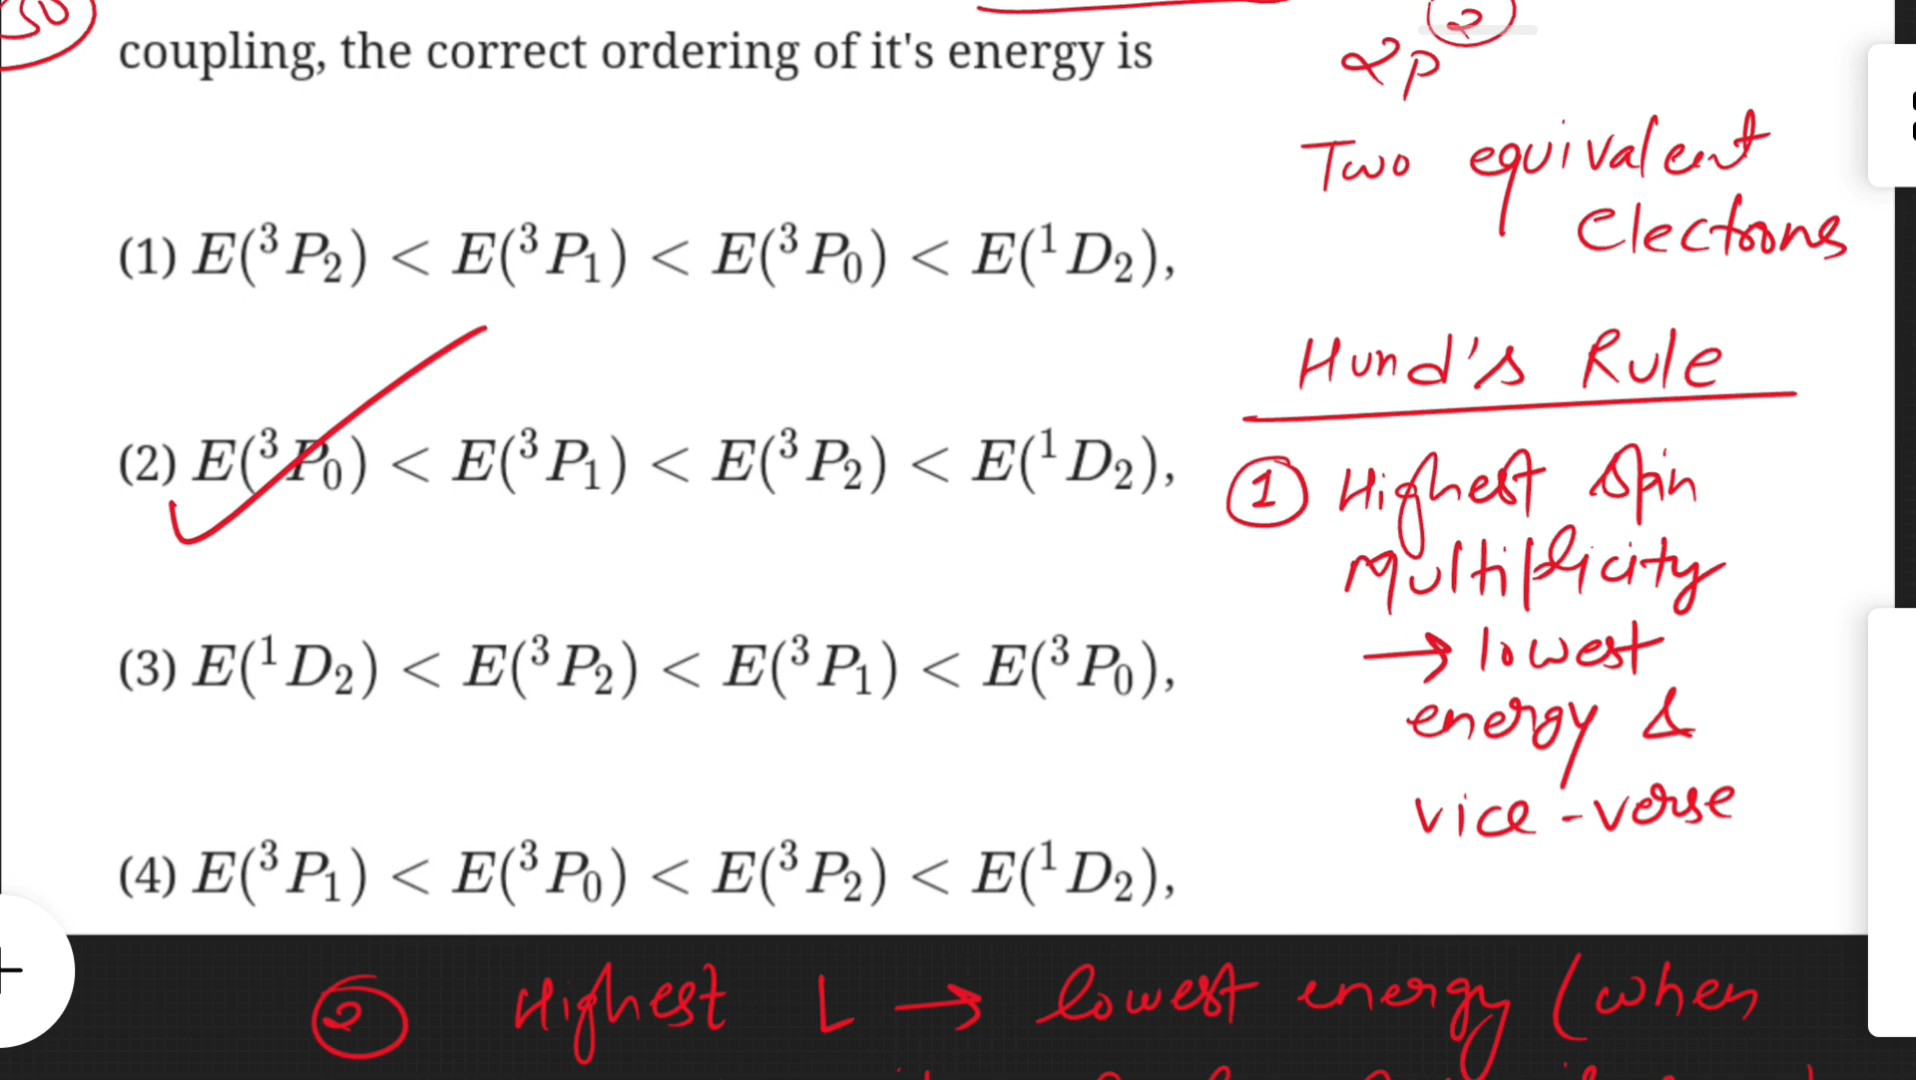 50
coupling, the correct ordering of it's energy is
2p²
Two equivalent
Electrons
(1) E(³P₂) < E(³P₁) < E(³P₀) < E(¹D₂),
Hund's Rule
(2) E(³P₀) < E(³P₁) < E(³P₂) < E(¹D₂),
① Highest Spin
multiplicity
→ lowest
energy &
vice-verse
(3) E(¹D₂) < E(³P₂) < E(³P₁) < E(³P₀),
(4) E(³P₁) < E(³P₀) < E(³P₂) < E(¹D₂),
② Highest L → lowest energy (when